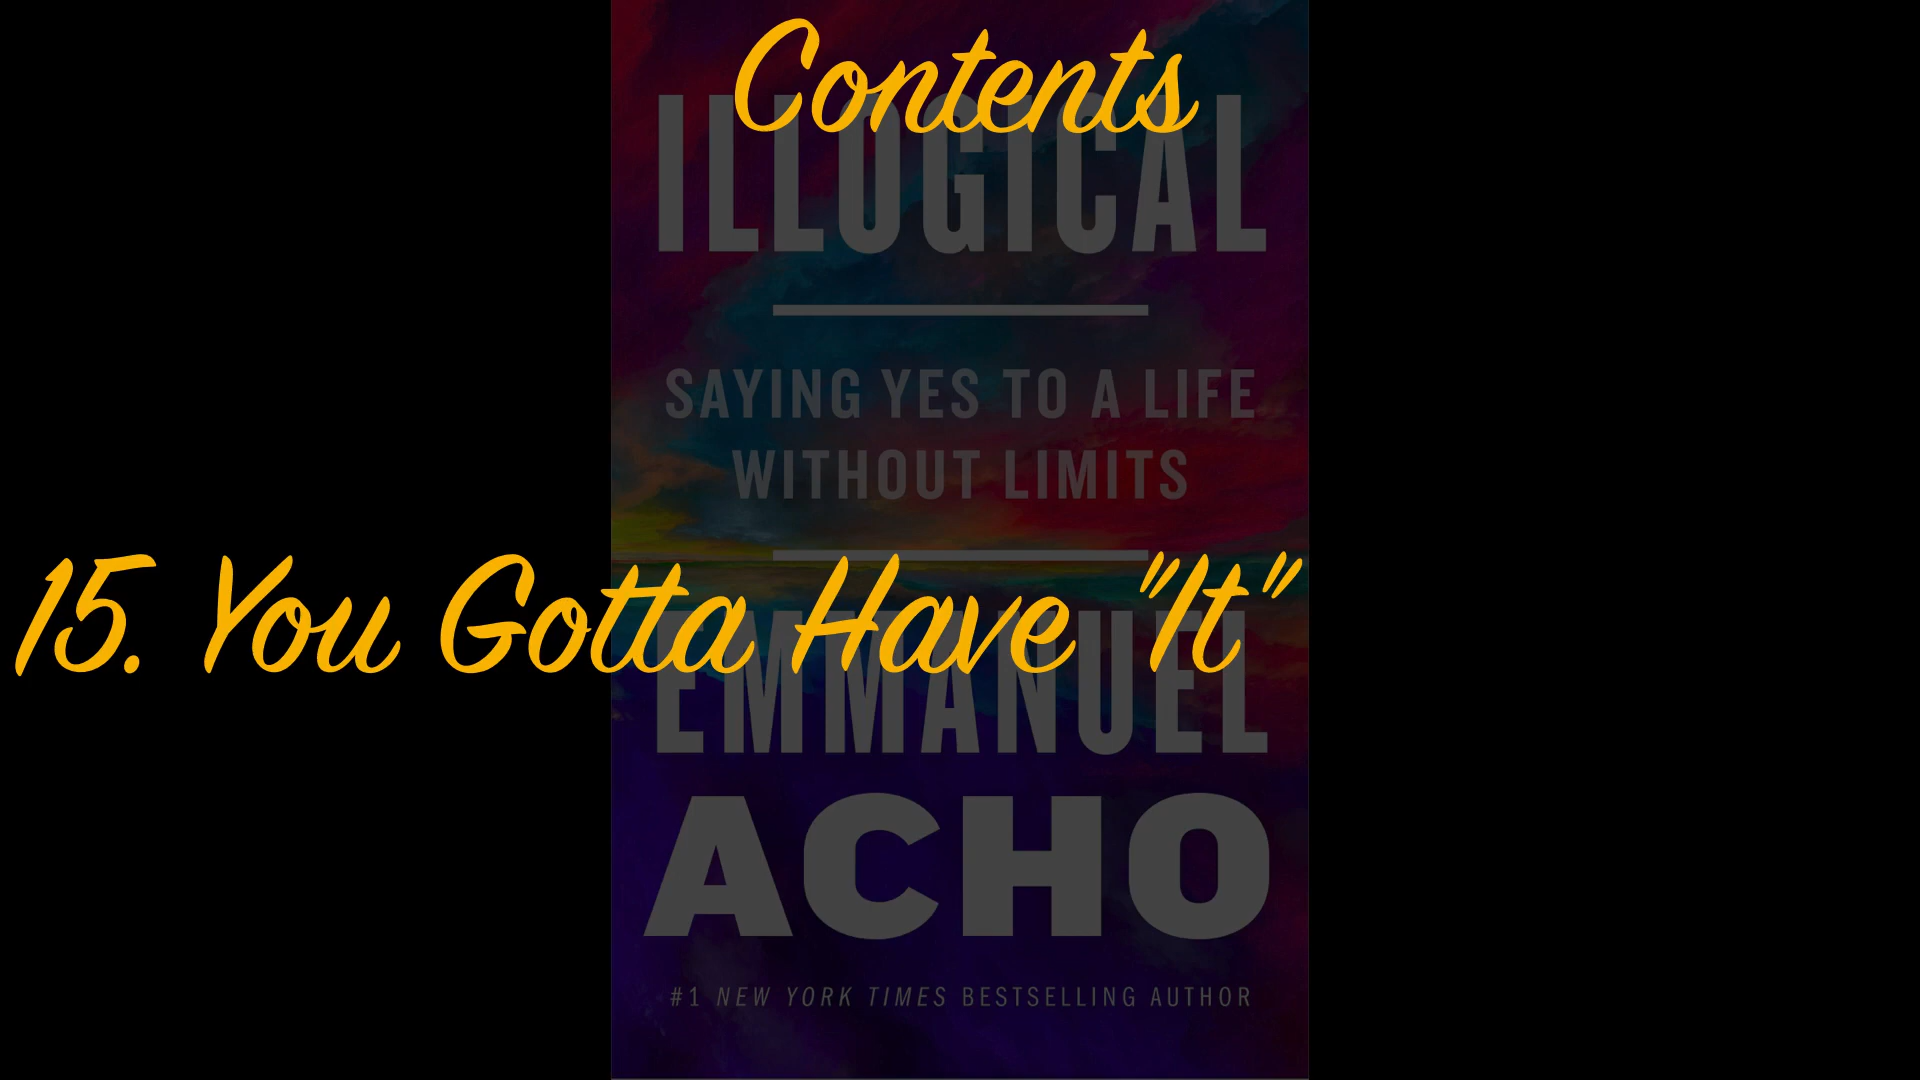 Contents
ILLOGICAL
SAYING YES TO A LIFE
WITHOUT LIMITS
15. You Gotta Have "It"
EMMANUEL
ACHO
#1 NEW YORK TIMES BESTSELLING AUTHOR